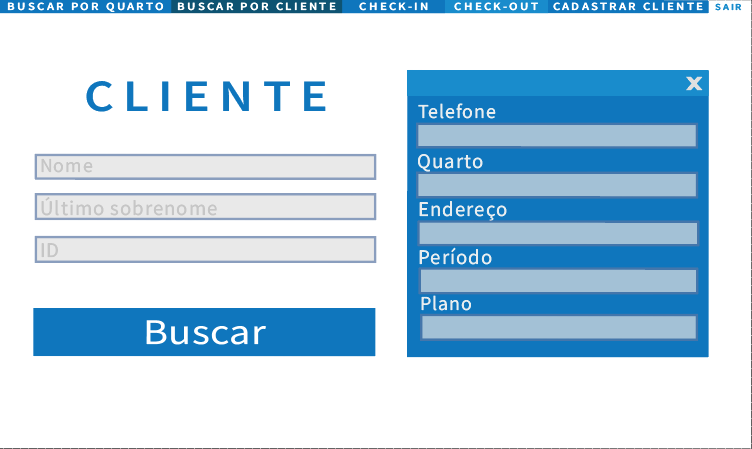 BUSCAR POR QUARTO BUSCAR POR CLIENTE CHECK-IN CHECK-OUT CADASTRAR CLIENTE SAIR
CLIENTE
Nome
Último sobrenome
ID
Buscar
X
Telefone
Quarto
Endereço
Período
Plano